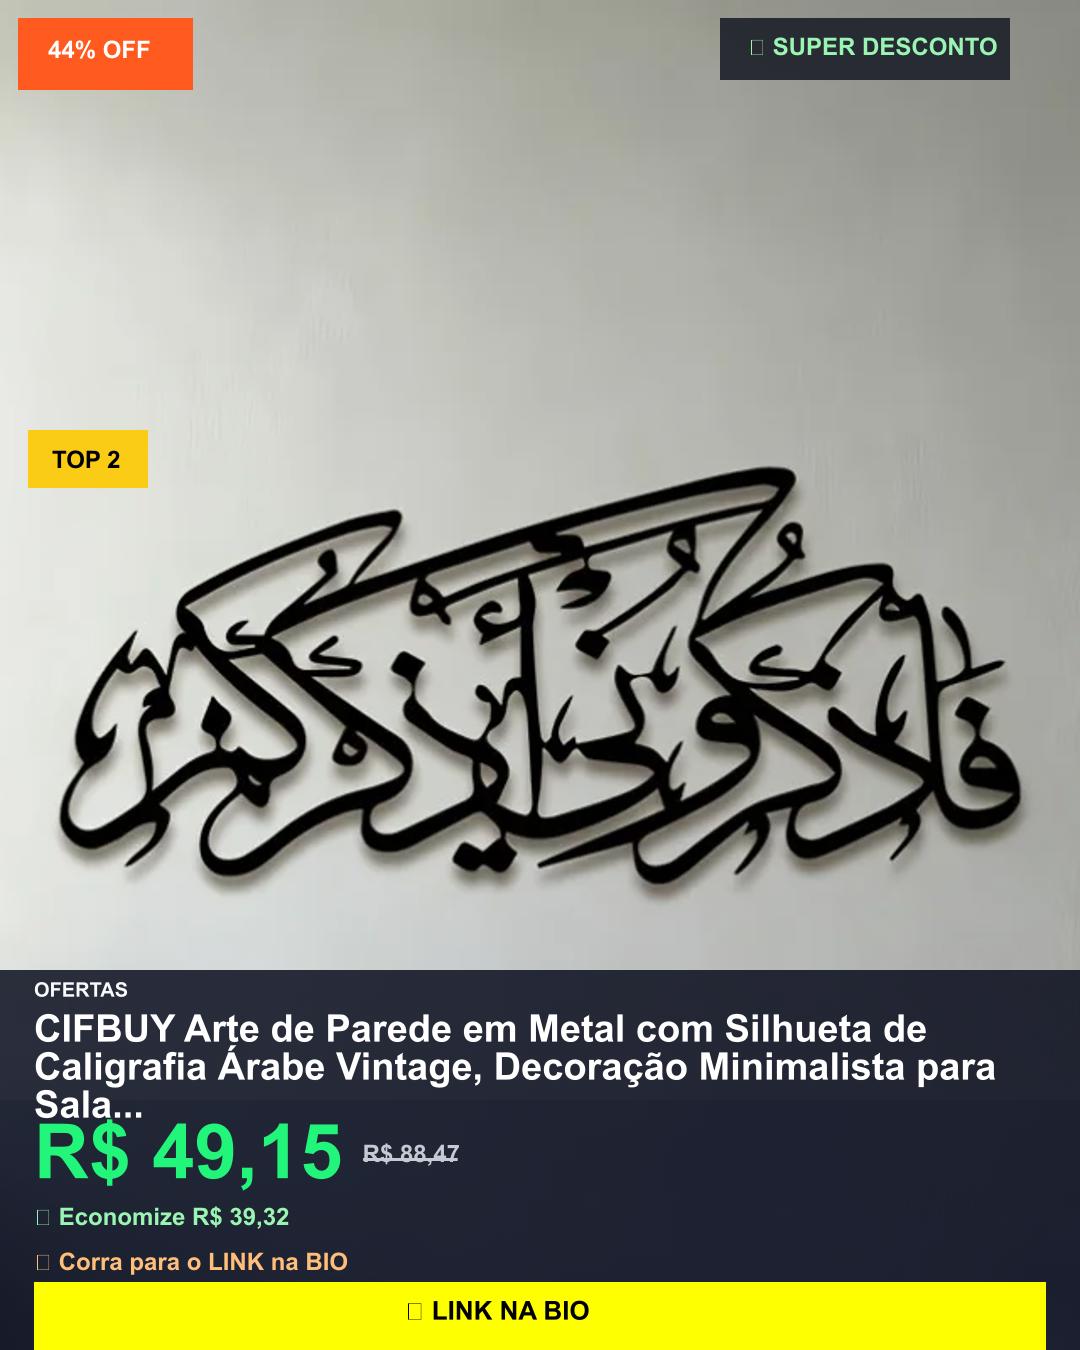 44% OFF
SUPER DESCONTO
TOP 2
فاذكروني أذكركم
OFERTAS
CIFBUY Arte de Parede em Metal com Silhueta de
Caligrafia Árabe Vintage, Decoração Minimalista para
Sala...
R$ 49,15 R$ 88,47
Economize R$ 39,32
Corra para o LINK na BIO
LINK NA BIO